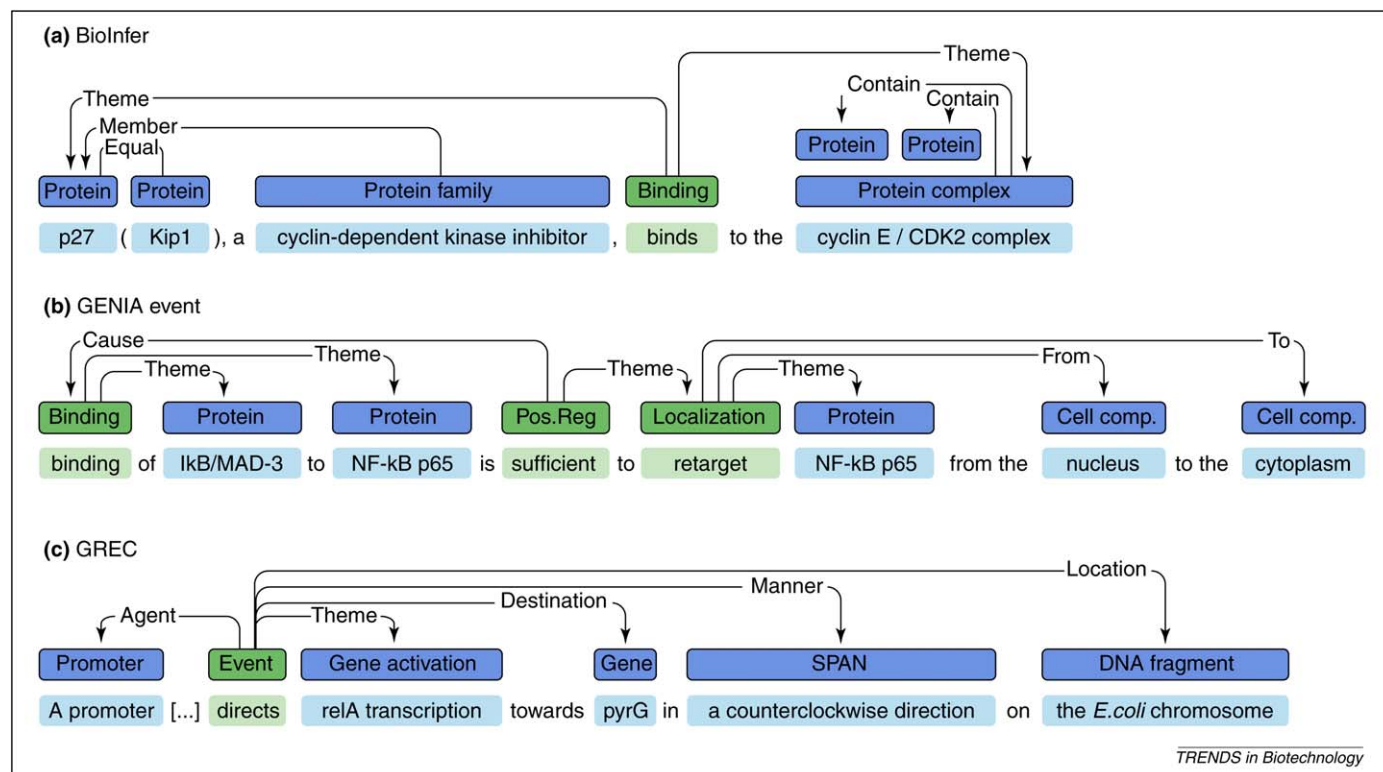 (a) BioInfer
Theme
Contain
Theme
Contain
Member
Equal
Protein Protein
Protein Protein Protein family Binding Protein complex
p27 ( Kip1 ), a cyclin-dependent kinase inhibitor , binds to the cyclin E / CDK2 complex
(b) GENIA event
Cause To
Theme From
Theme Theme Theme
Binding Protein Protein Pos.Reg Localization Protein Cell comp. Cell comp.
binding of IkB/MAD-3 to NF-kB p65 is sufficient to retarget NF-kB p65 from the nucleus to the cytoplasm
(c) GREC
Location
Manner
Destination
Agent Theme
Promoter Event Gene activation Gene SPAN DNA fragment
A promoter [...] directs relA transcription towards pyrG in a counterclockwise direction on the E.coli chromosome
TRENDS in Biotechnology